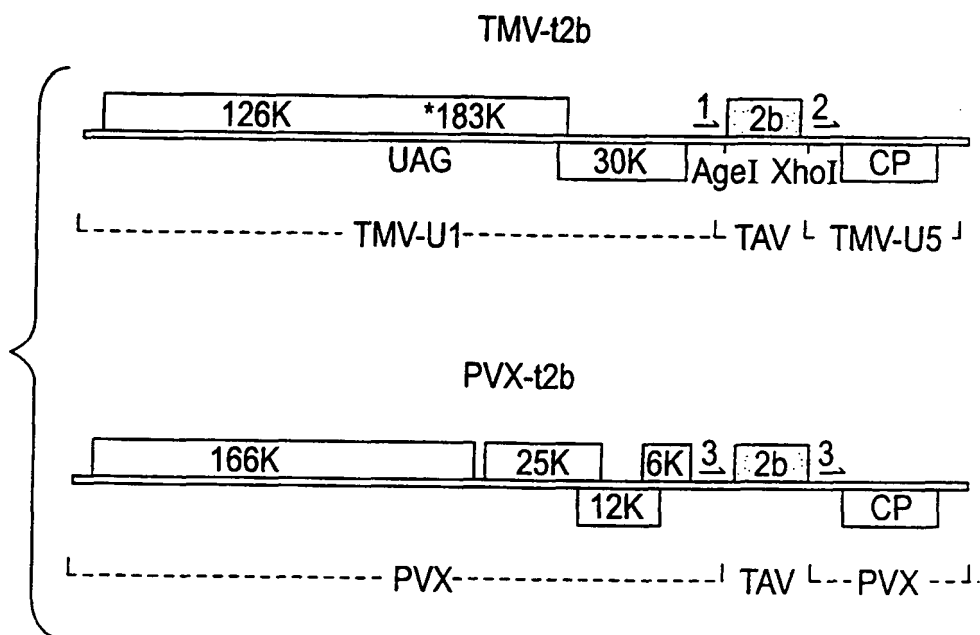 TMV-t2b
126K *183K 1 2b 2
UAG 30K AgeI XhoI CP
TMV-U1 TAV TMV-U5
PVX-t2b
166K 25K 6K 3 2b 3
12K CP
PVX TAV PVX